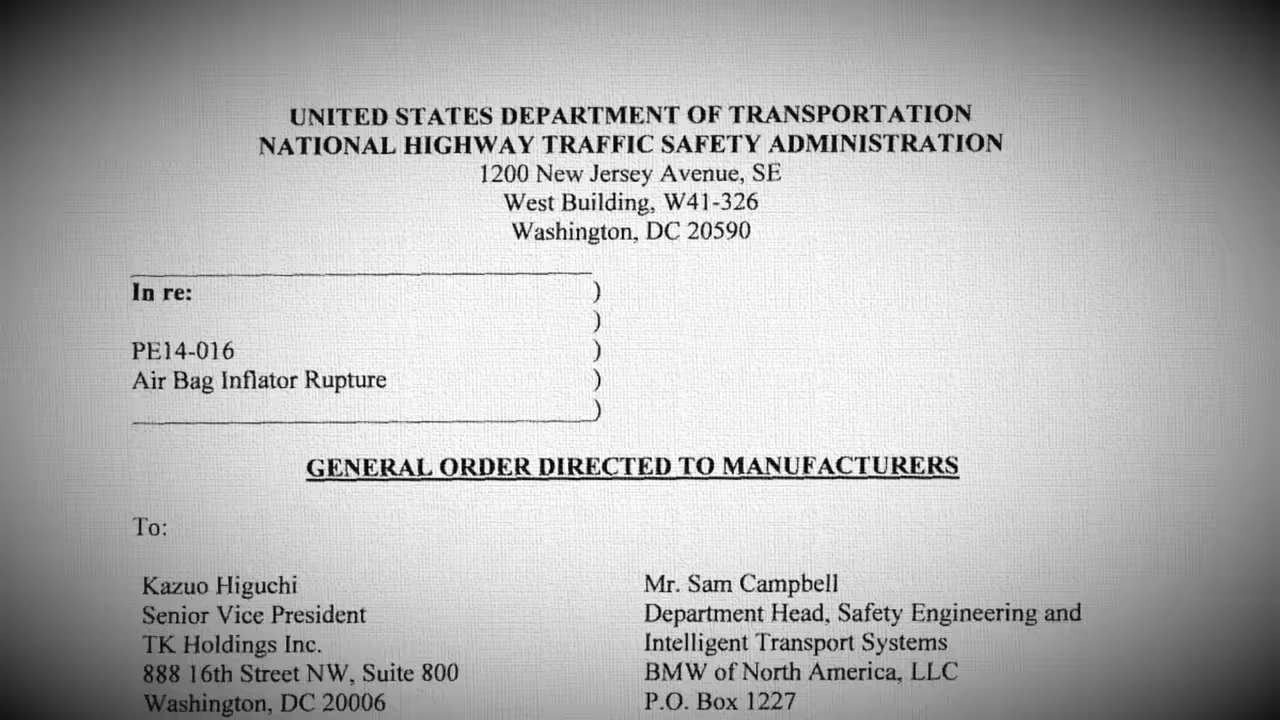 UNITED STATES DEPARTMENT OF TRANSPORTATION
NATIONAL HIGHWAY TRAFFIC SAFETY ADMINISTRATION
1200 New Jersey Avenue, SE
West Building, W41-326
Washington, DC 20590
In re: )
)
PE14-016 )
Air Bag Inflator Rupture )
)
GENERAL ORDER DIRECTED TO MANUFACTURERS
To:
Kazuo Higuchi
Senior Vice President
TK Holdings Inc.
888 16th Street NW, Suite 800
Washington, DC 20006
Mr. Sam Campbell
Department Head, Safety Engineering and
Intelligent Transport Systems
BMW of North America, LLC
P.O. Box 1227